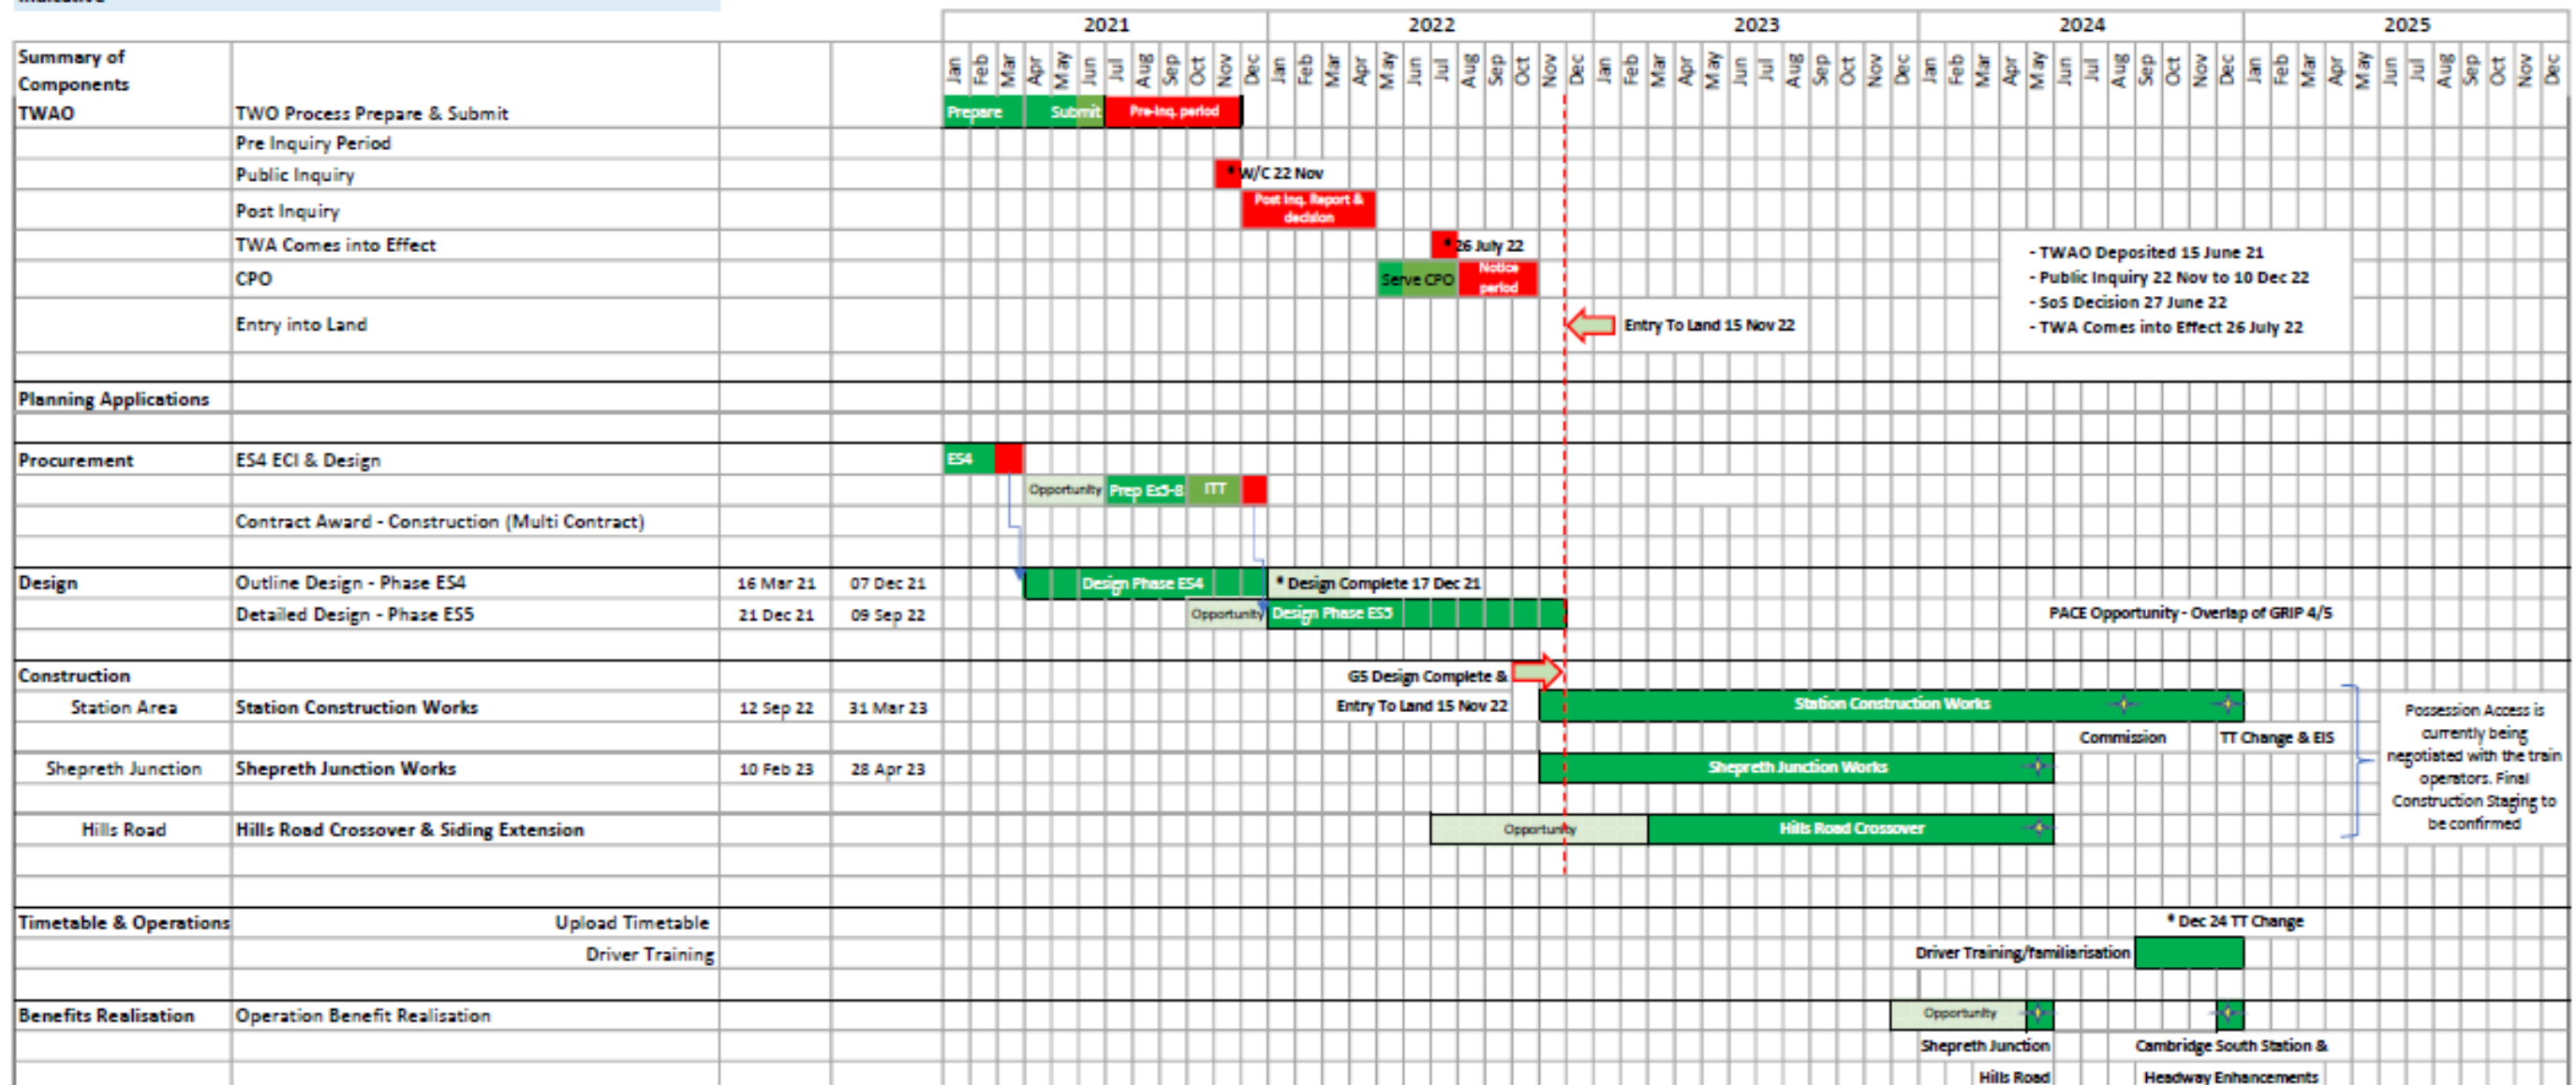 Indicative
2021 2022 2023 2024 2025
Summary of
Components
Jan Feb Mar Apr May Jun Jul Aug Sep Oct Nov Dec Jan Feb Mar Apr May Jun Jul Aug Sep Oct Nov Dec Jan Feb Mar Apr May Jun Jul Aug Sep Oct Nov Dec Jan Feb Mar Apr May Jun Jul Aug Sep Oct Nov Dec Jan Feb Mar Apr May Jun Jul Aug Sep Oct Nov Dec
TWAO TWO Process Prepare & Submit Prepare Submit Pre-Inq. period
Pre Inquiry Period
Public Inquiry * W/C 22 Nov
Post Inquiry Post Inq. Report &
decision
TWA Comes into Effect * 26 July 22
CPO Serve CPO Notice
period
Entry into Land Entry To Land 15 Nov 22
- TWAO Deposited 15 June 21
- Public Inquiry 22 Nov to 10 Dec 22
- SoS Decision 27 June 22
- TWA Comes into Effect 26 July 22
Planning Applications
Procurement ES4 ECI & Design ES4
Opportunity Prep Es5-8 ITT
Contract Award - Construction (Multi Contract)
Design Outline Design - Phase ES4 16 Mar 21 07 Dec 21 Design Phase ES4 * Design Complete 17 Dec 21
Detailed Design - Phase ES5 21 Dec 21 09 Sep 22 Opportunity Design Phase ES5 PACE Opportunity - Overlap of GRIP 4/5
Construction G5 Design Complete &
Station Area Station Construction Works 12 Sep 22 31 Mar 23 Entry To Land 15 Nov 22 Station Construction Works
Commission TT Change & EIS
Shepreth Junction Shepreth Junction Works 10 Feb 23 28 Apr 23 Shepreth Junction Works
Hills Road Hills Road Crossover & Siding Extension Opportunity Hills Road Crossover
Possession Access is
currently being
negotiated with the train
operators. Final
Construction Staging to
be confirmed
Timetable & Operations Upload Timetable * Dec 24 TT Change
Driver Training Driver Training/familiarisation
Benefits Realisation Operation Benefit Realisation Opportunity
Shepreth Junction Cambridge South Station &
Hills Road Headway Enhancements